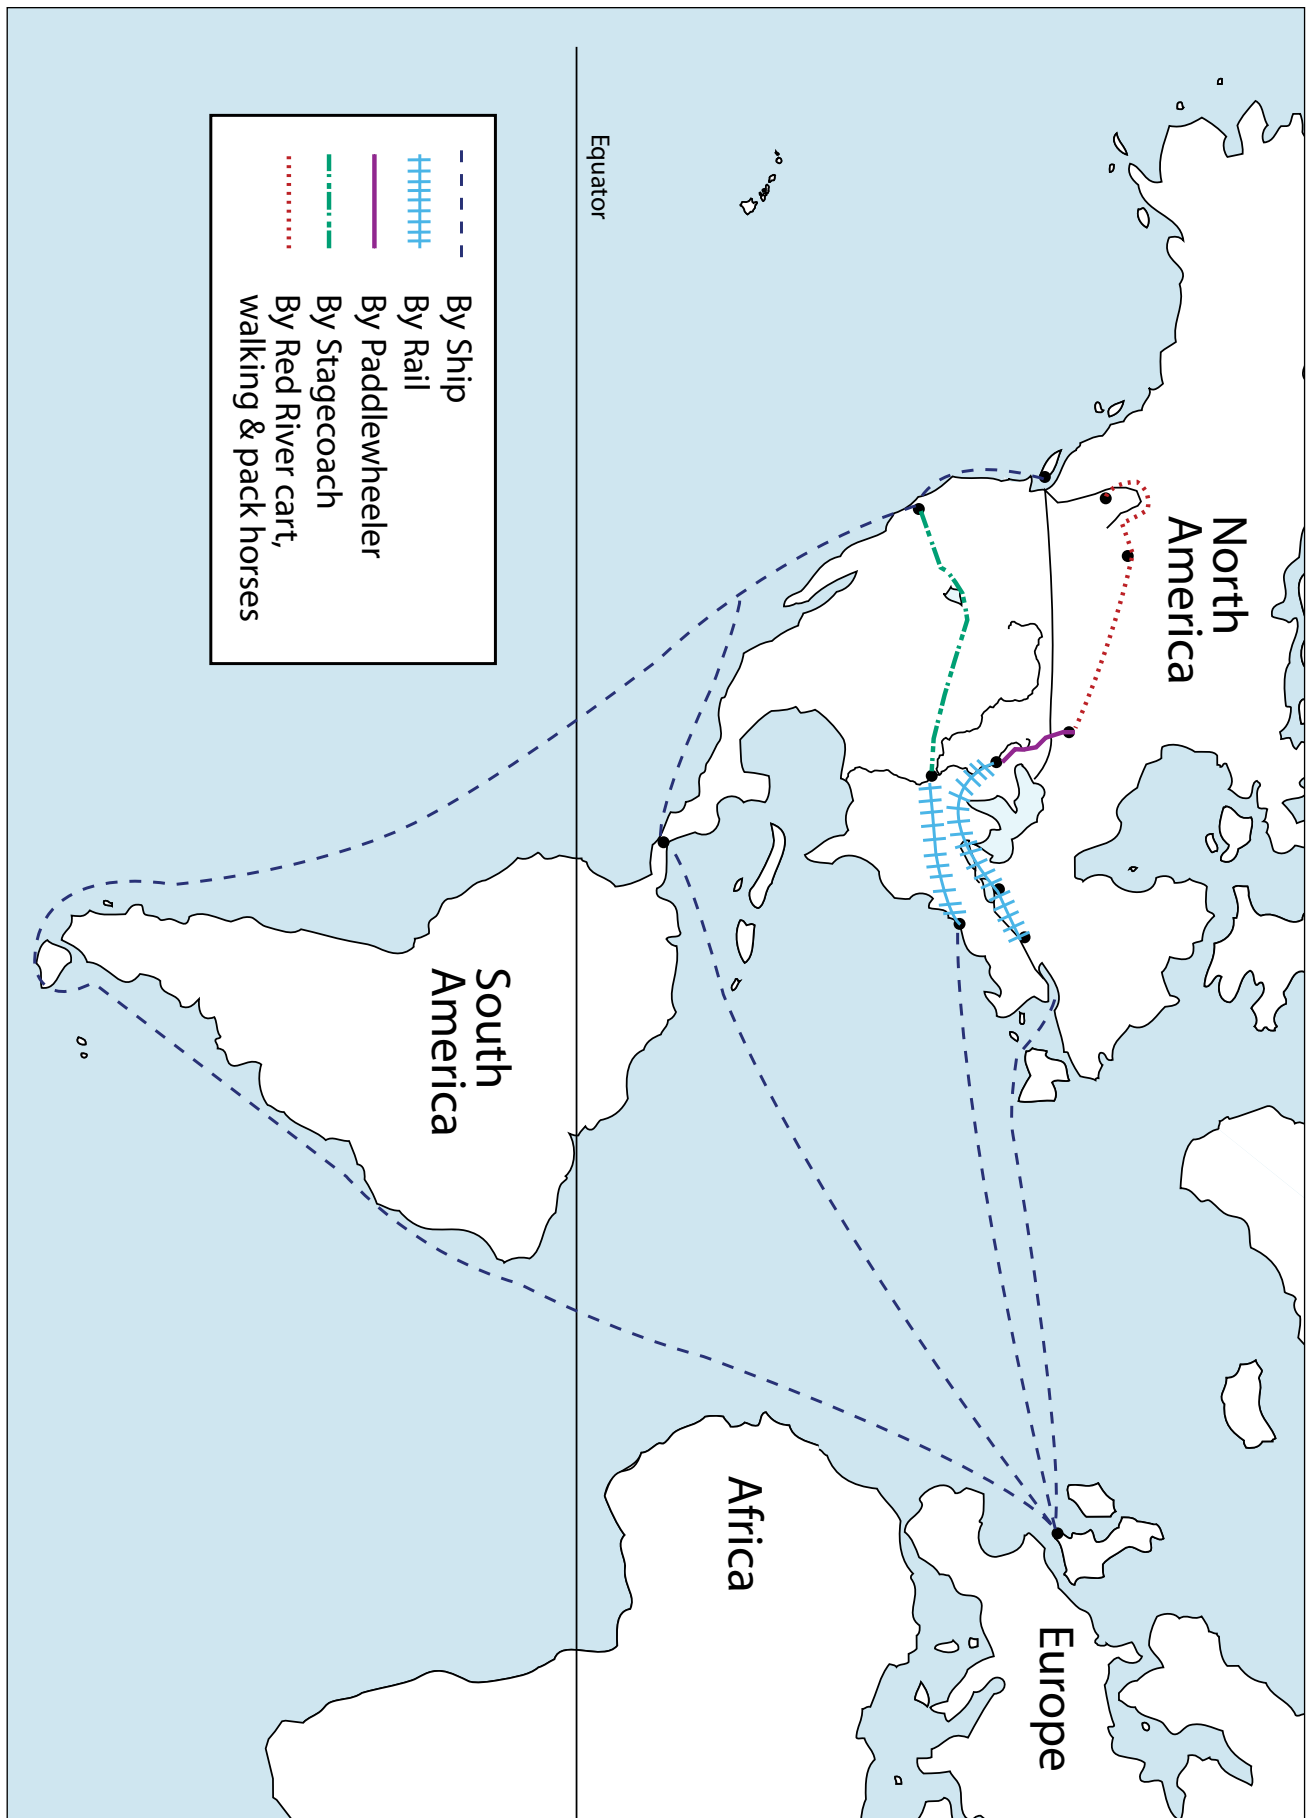 North
America
Europe
Africa
South
America
Equator
By Ship
By Rail
By Paddlewheeler
By Stagecoach
By Red River cart,
walking & pack horses